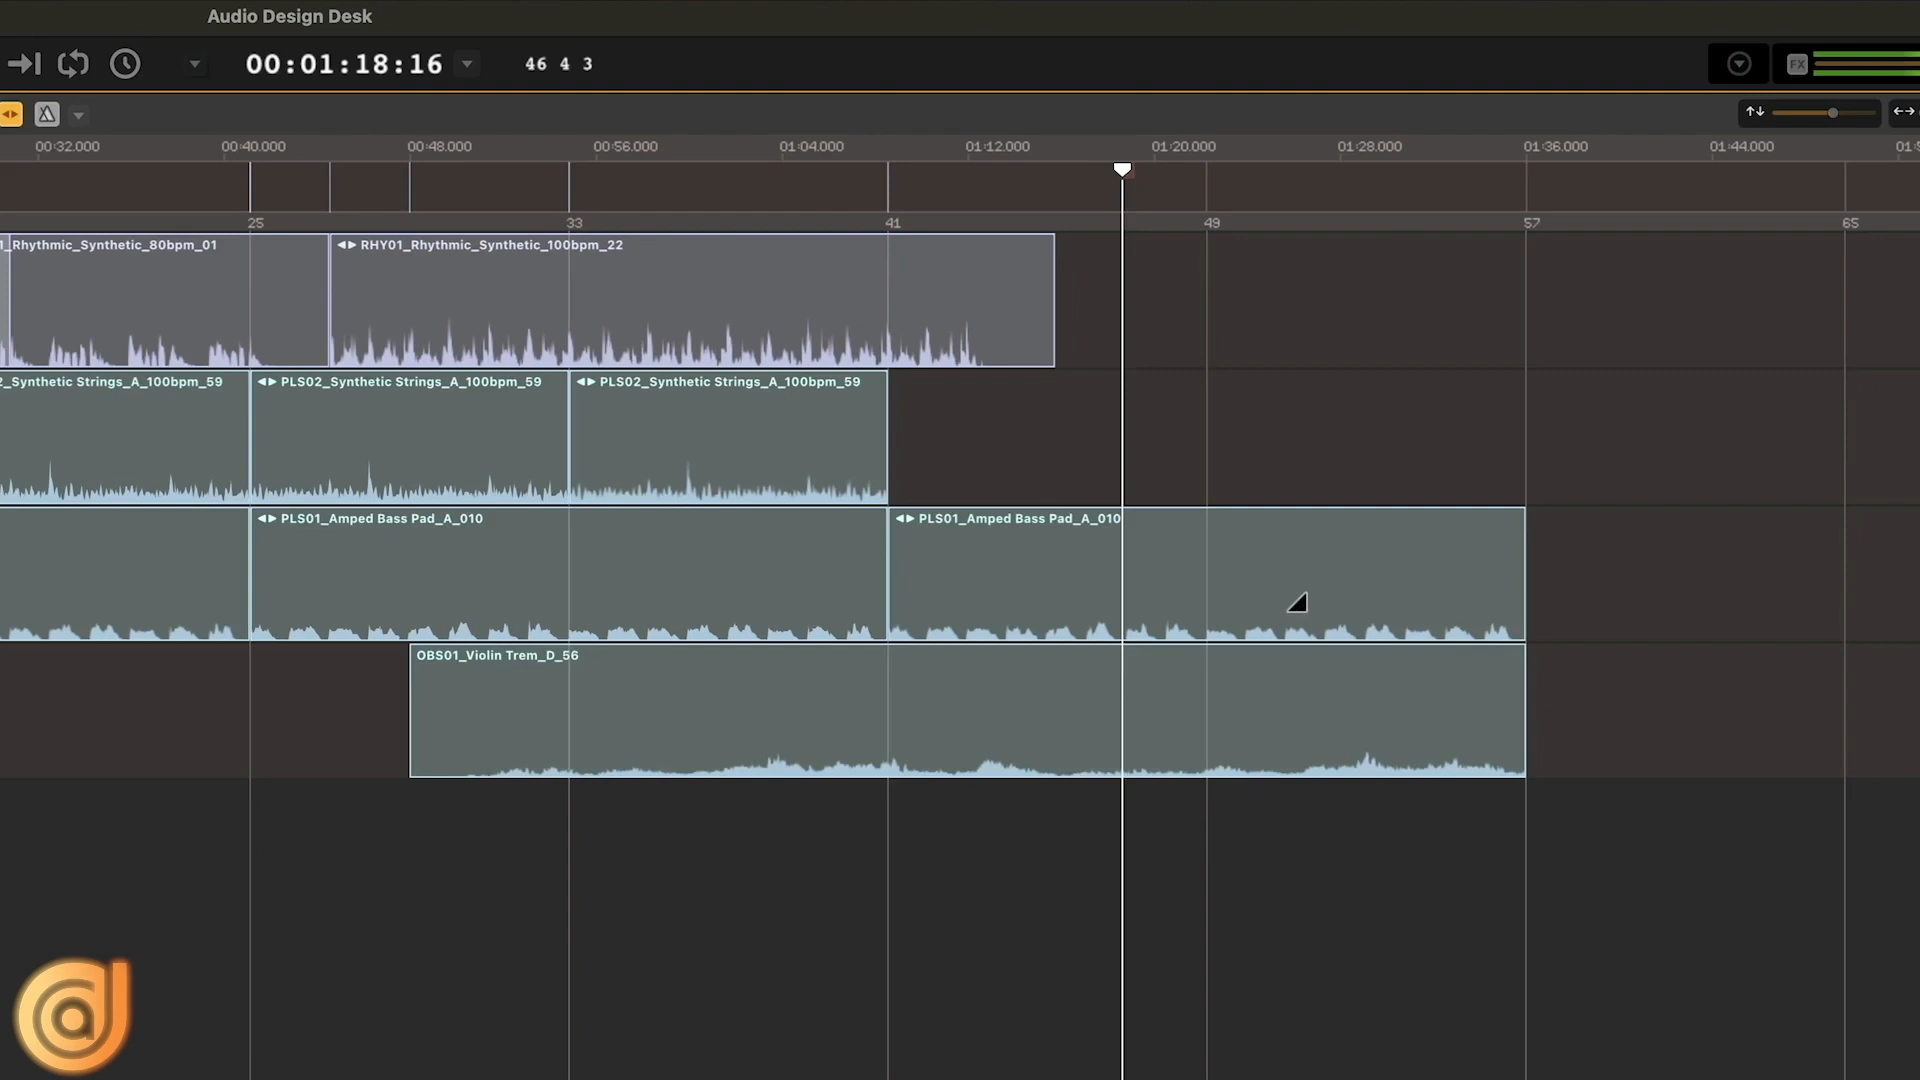 Audio Design Desk
00:01:18:16
46 4 3
FX
00:32.000 00:40.000 00:48.000 00:56.000 01:04.000 01:12.000 01:20.000 01:28.000 01:36.000 01:44.000
25 33 41 49 57 65
1_Rhythmic_Synthetic_80bpm_01 RHY01_Rhythmic_Synthetic_100bpm_22
2_Synthetic Strings_A_100bpm_59 PLS02_Synthetic Strings_A_100bpm_59 PLS02_Synthetic Strings_A_100bpm_59
PLS01_Amped Bass Pad_A_010 PLS01_Amped Bass Pad_A_010
OBS01_Violin Trem_D_56